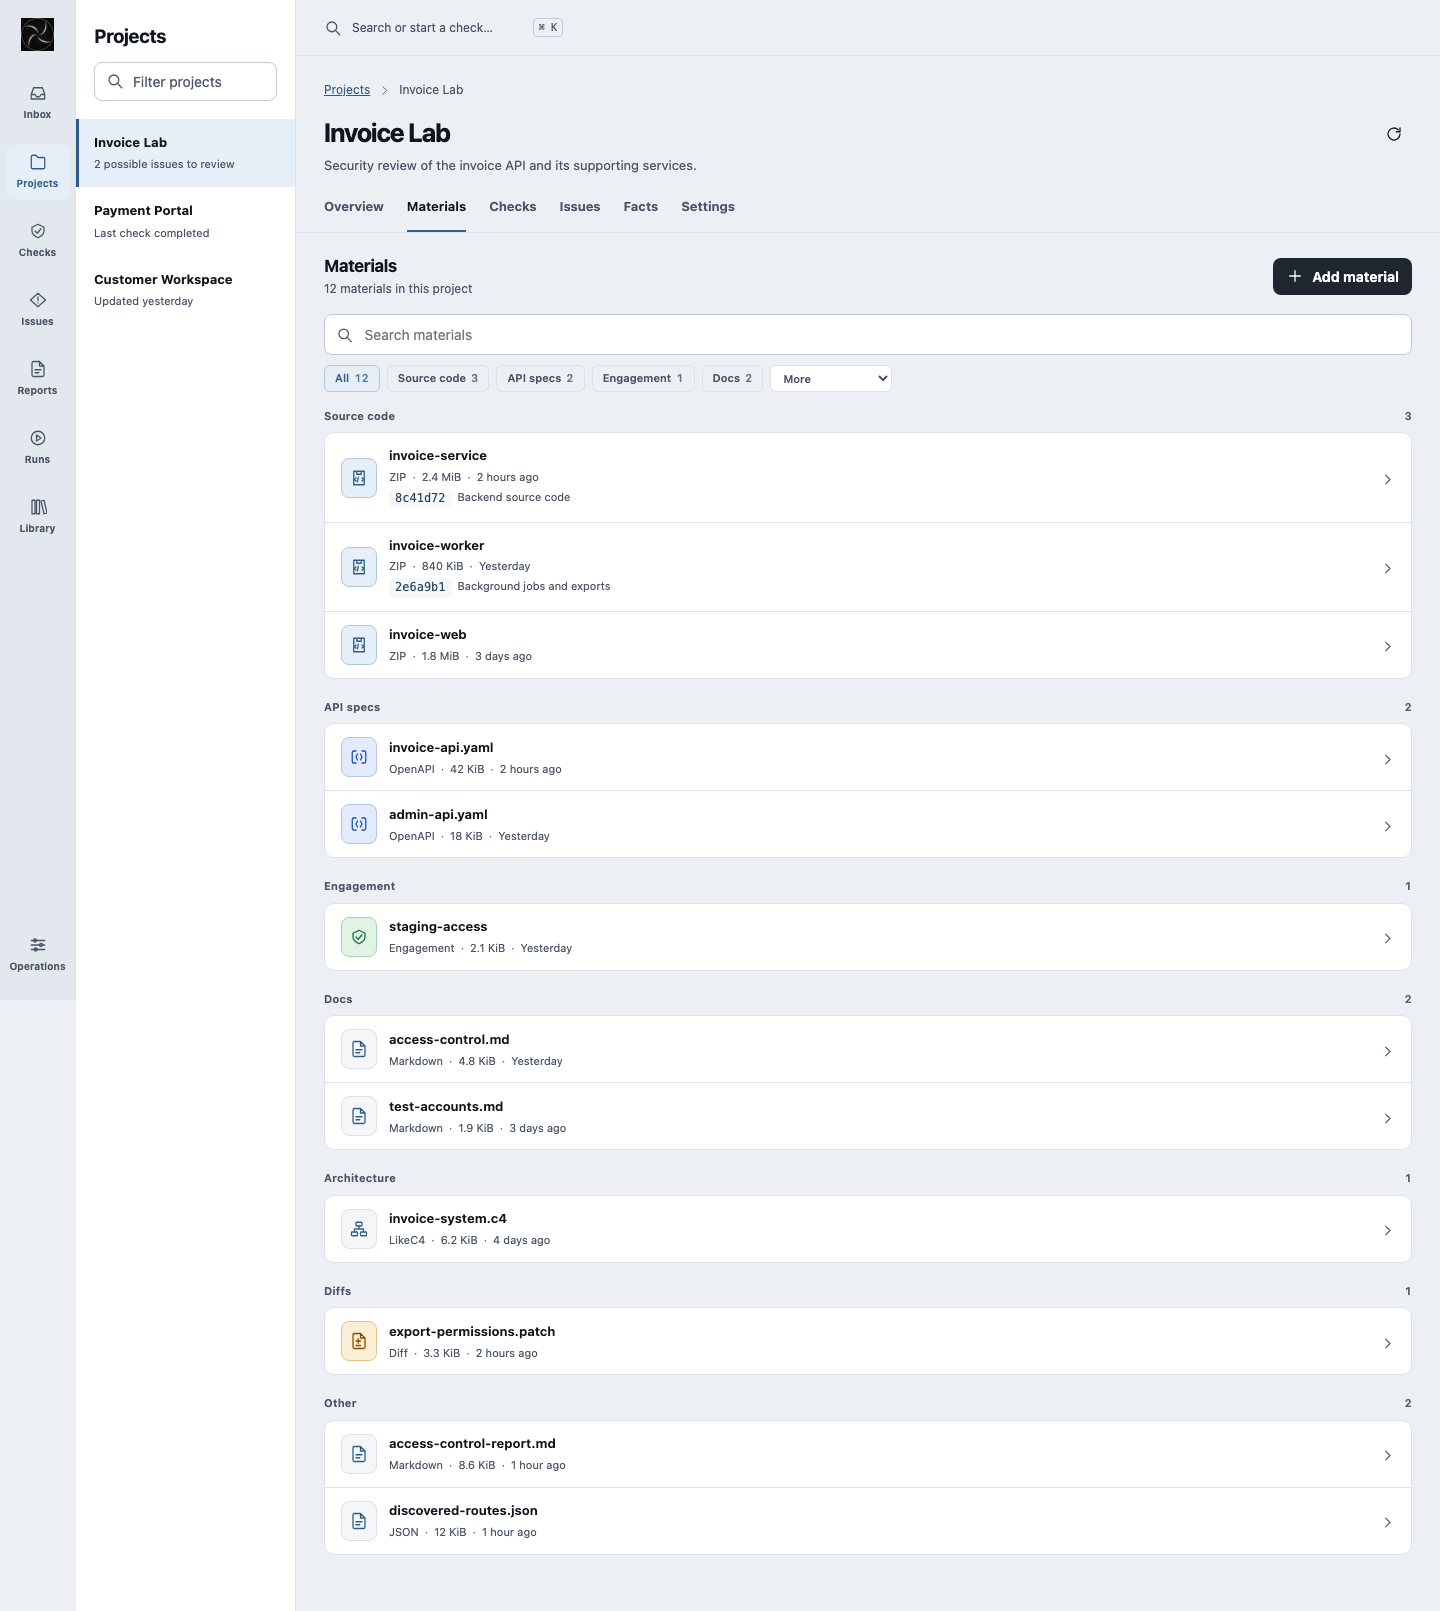 Inbox
Projects
Checks
Issues
Reports
Runs
Library
Operations
Projects
Filter projects
Invoice Lab
2 possible issues to review
Payment Portal
Last check completed
Customer Workspace
Updated yesterday
Search or start a check... ⌘ K
Projects > Invoice Lab
Invoice Lab
Security review of the invoice API and its supporting services.
Overview Materials Checks Issues Facts Settings
Materials
12 materials in this project
+ Add material
Search materials
All 12 Source code 3 API specs 2 Engagement 1 Docs 2 More
Source code 3
invoice-service
ZIP · 2.4 MiB · 2 hours ago
8c41d72 Backend source code
invoice-worker
ZIP · 840 KiB · Yesterday
2e6a9b1 Background jobs and exports
invoice-web
ZIP · 1.8 MiB · 3 days ago
API specs 2
invoice-api.yaml
OpenAPI · 42 KiB · 2 hours ago
admin-api.yaml
OpenAPI · 18 KiB · Yesterday
Engagement 1
staging-access
Engagement · 2.1 KiB · Yesterday
Docs 2
access-control.md
Markdown · 4.8 KiB · Yesterday
test-accounts.md
Markdown · 1.9 KiB · 3 days ago
Architecture 1
invoice-system.c4
LikeC4 · 6.2 KiB · 4 days ago
Diffs 1
export-permissions.patch
Diff · 3.3 KiB · 2 hours ago
Other 2
access-control-report.md
Markdown · 8.6 KiB · 1 hour ago
discovered-routes.json
JSON · 12 KiB · 1 hour ago